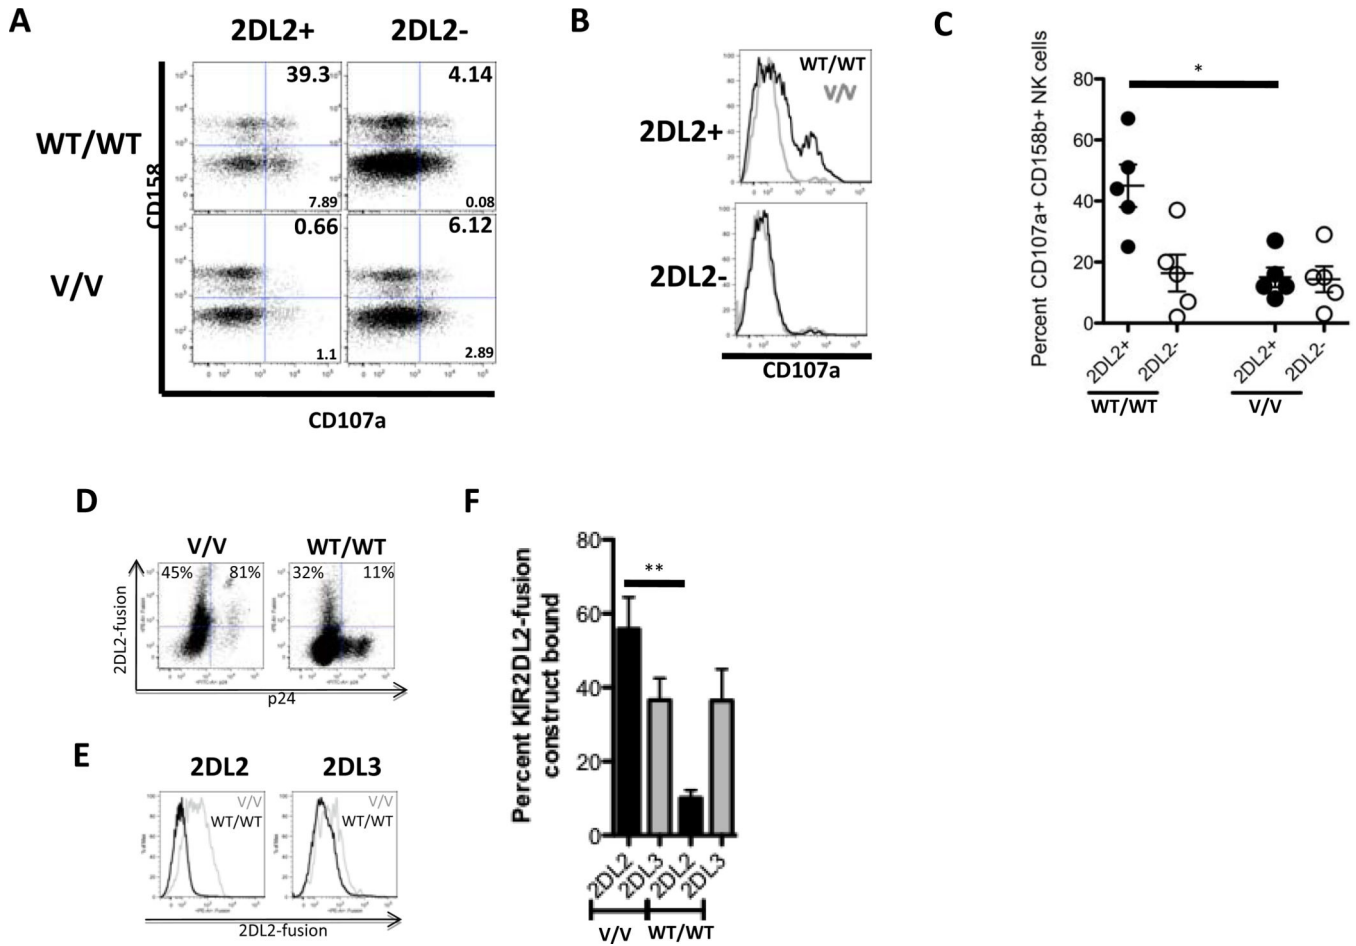 A
2DL2+ 2DL2-
WT/WT
CD158
39.3 4.14
7.89 0.08
V/V
0.66 6.12
1.1 2.89
CD107a
B
WT/WT
V/V
2DL2+
2DL2-
CD107a
C
Percent CD107a+ CD158b+ NK cells
80
60
40
20
0
*
2DL2+ 2DL2- 2DL2+ 2DL2-
WT/WT V/V
D
V/V WT/WT
45% 81% 32% 11%
2DL2-fusion
p24
E
2DL2 2DL3
V/V V/V
WT/WT WT/WT
2DL2-fusion
F
Percent KIR2DL2-fusion
construct bound
80
60
40
20
0
**
2DL2 2DL3 2DL2 2DL3
V/V WT/WT